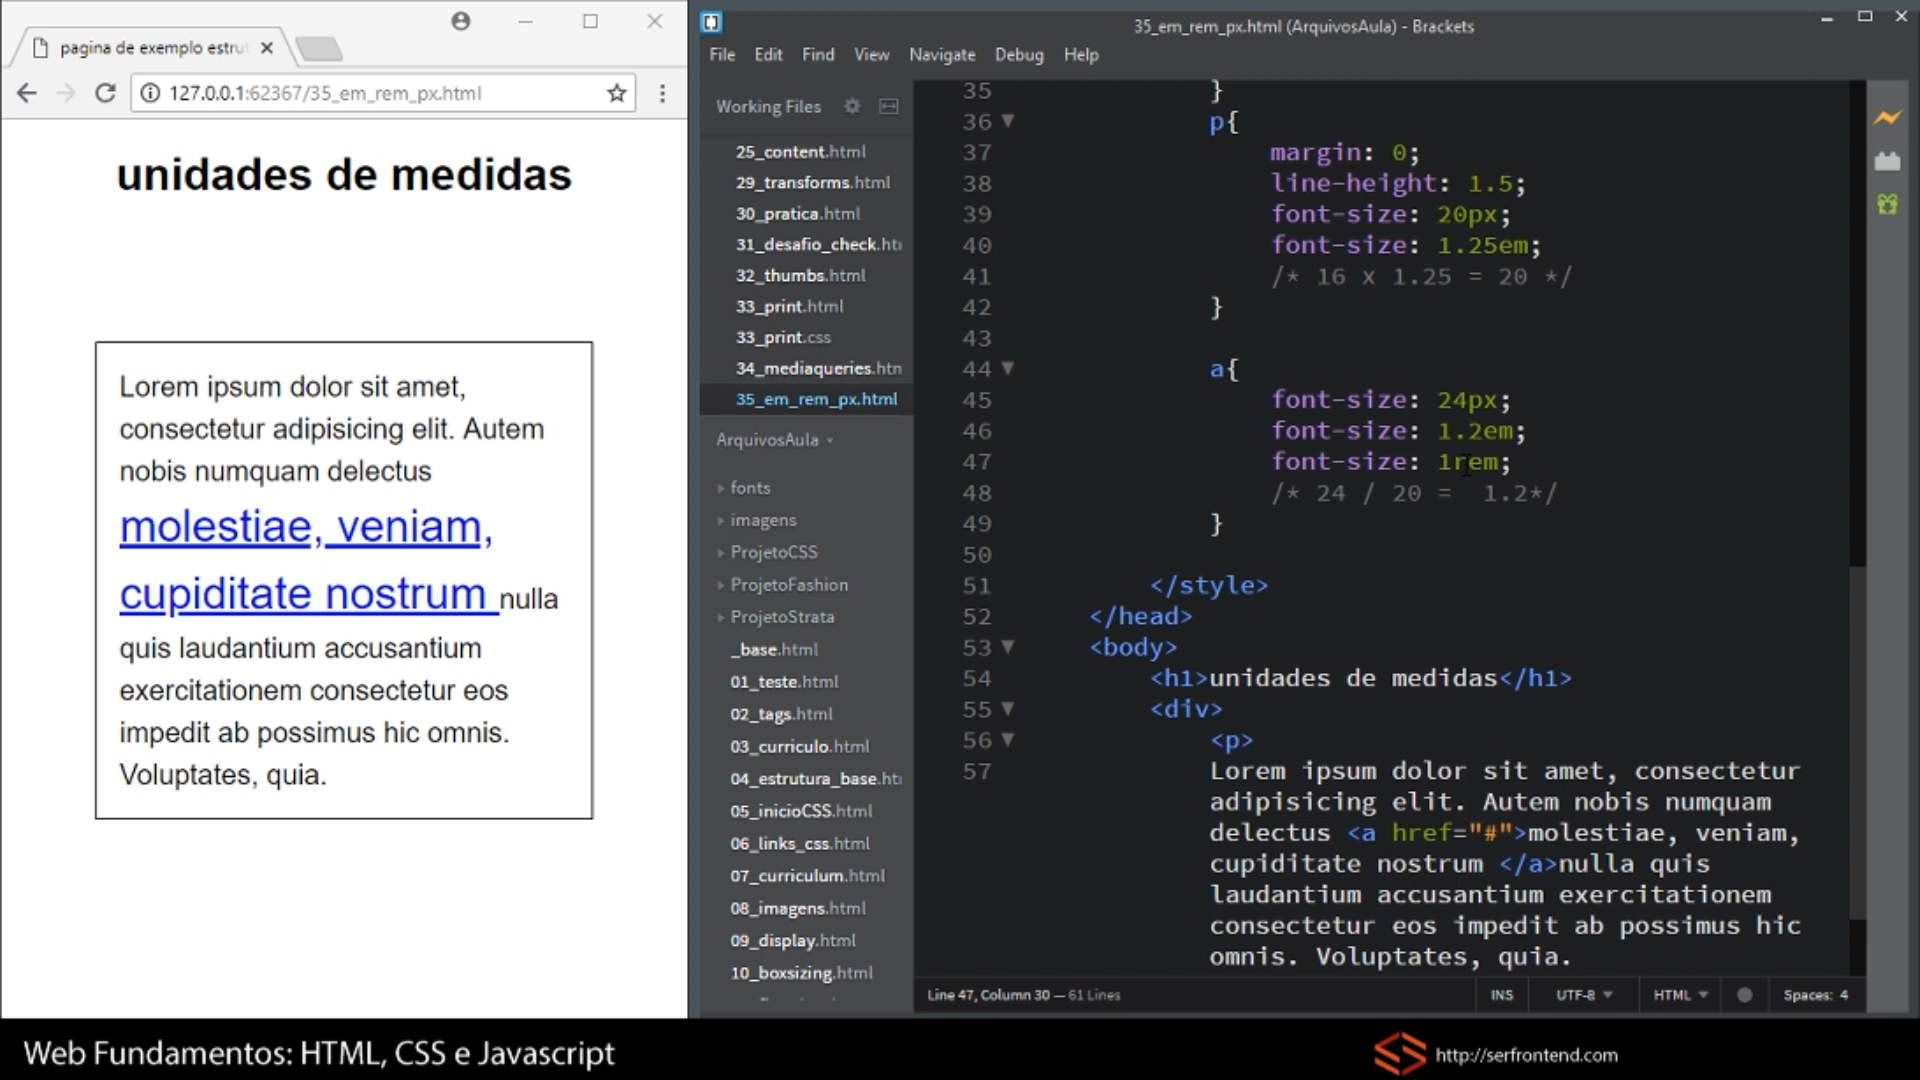 pagina de exemplo estru
127.0.0.1:62367/35_em_rem_px.html
unidades de medidas
Lorem ipsum dolor sit amet,
consectetur adipisicing elit. Autem
nobis numquam delectus
molestiae, veniam,
cupiditate nostrum nulla
quis laudantium accusantium
exercitationem consectetur eos
impedit ab possimus hic omnis.
Voluptates, quia.
35_em_rem_px.html (ArquivosAula) - Brackets
File Edit Find View Navigate Debug Help
Working Files
25_content.html
29_transforms.html
30_pratica.html
31_desafio_check.ht
32_thumbs.html
33_print.html
33_print.css
34_mediaqueries.htm
35_em_rem_px.html
ArquivosAula
fonts
imagens
ProjetoCSS
ProjetoFashion
ProjetoStrata
_base.html
01_teste.html
02_tags.html
03_curriculo.html
04_estrutura_base.ht
05_inicioCSS.html
06_links_css.html
07_curriculum.html
08_imagens.html
09_display.html
10_boxsizing.html
35 }
36 p{
37 margin: 0;
38 line-height: 1.5;
39 font-size: 20px;
40 font-size: 1.25em;
41 /* 16 x 1.25 = 20 */
42 }
43
44 a{
45 font-size: 24px;
46 font-size: 1.2em;
47 font-size: 1rem;
48 /* 24 / 20 =  1.2*/
49 }
50
51 </style>
52 </head>
53 <body>
54 <h1>unidades de medidas</h1>
55 <div>
56 <p>
57 Lorem ipsum dolor sit amet, consectetur
adipisicing elit. Autem nobis numquam
delectus <a href="#">molestiae, veniam,
cupiditate nostrum </a>nulla quis
laudantium accusantium exercitationem
consectetur eos impedit ab possimus hic
omnis. Voluptates, quia.
Line 47, Column 30 — 61 Lines
INS UTF-8 HTML Spaces: 4
Web Fundamentos: HTML, CSS e Javascript
http://serfrontend.com